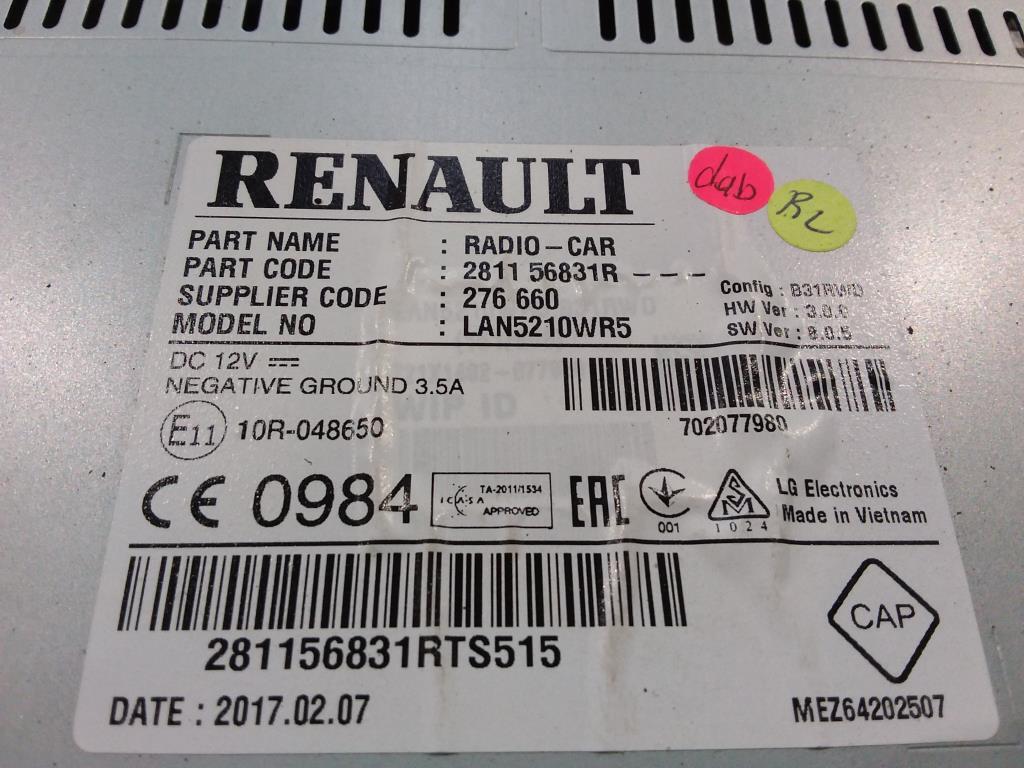 RENAULT
dab
RL
PART NAME : RADIO-CAR
PART CODE : 2811 56831R ---
SUPPLIER CODE : 276 660
MODEL NO : LAN5210WR5
Config : B31RWD
HW Ver : 3.0.0
SW Ver : 8.0.5
DC 12V
NEGATIVE GROUND 3.5A
702077980
E11 10R-048650
WIP ID
CE 0984
ICASA TA-2011/1534
APPROVED
EAC
001
SM
1024
LG Electronics
Made in Vietnam
281156831RTS515
CAP
DATE : 2017.02.07
MEZ64202507